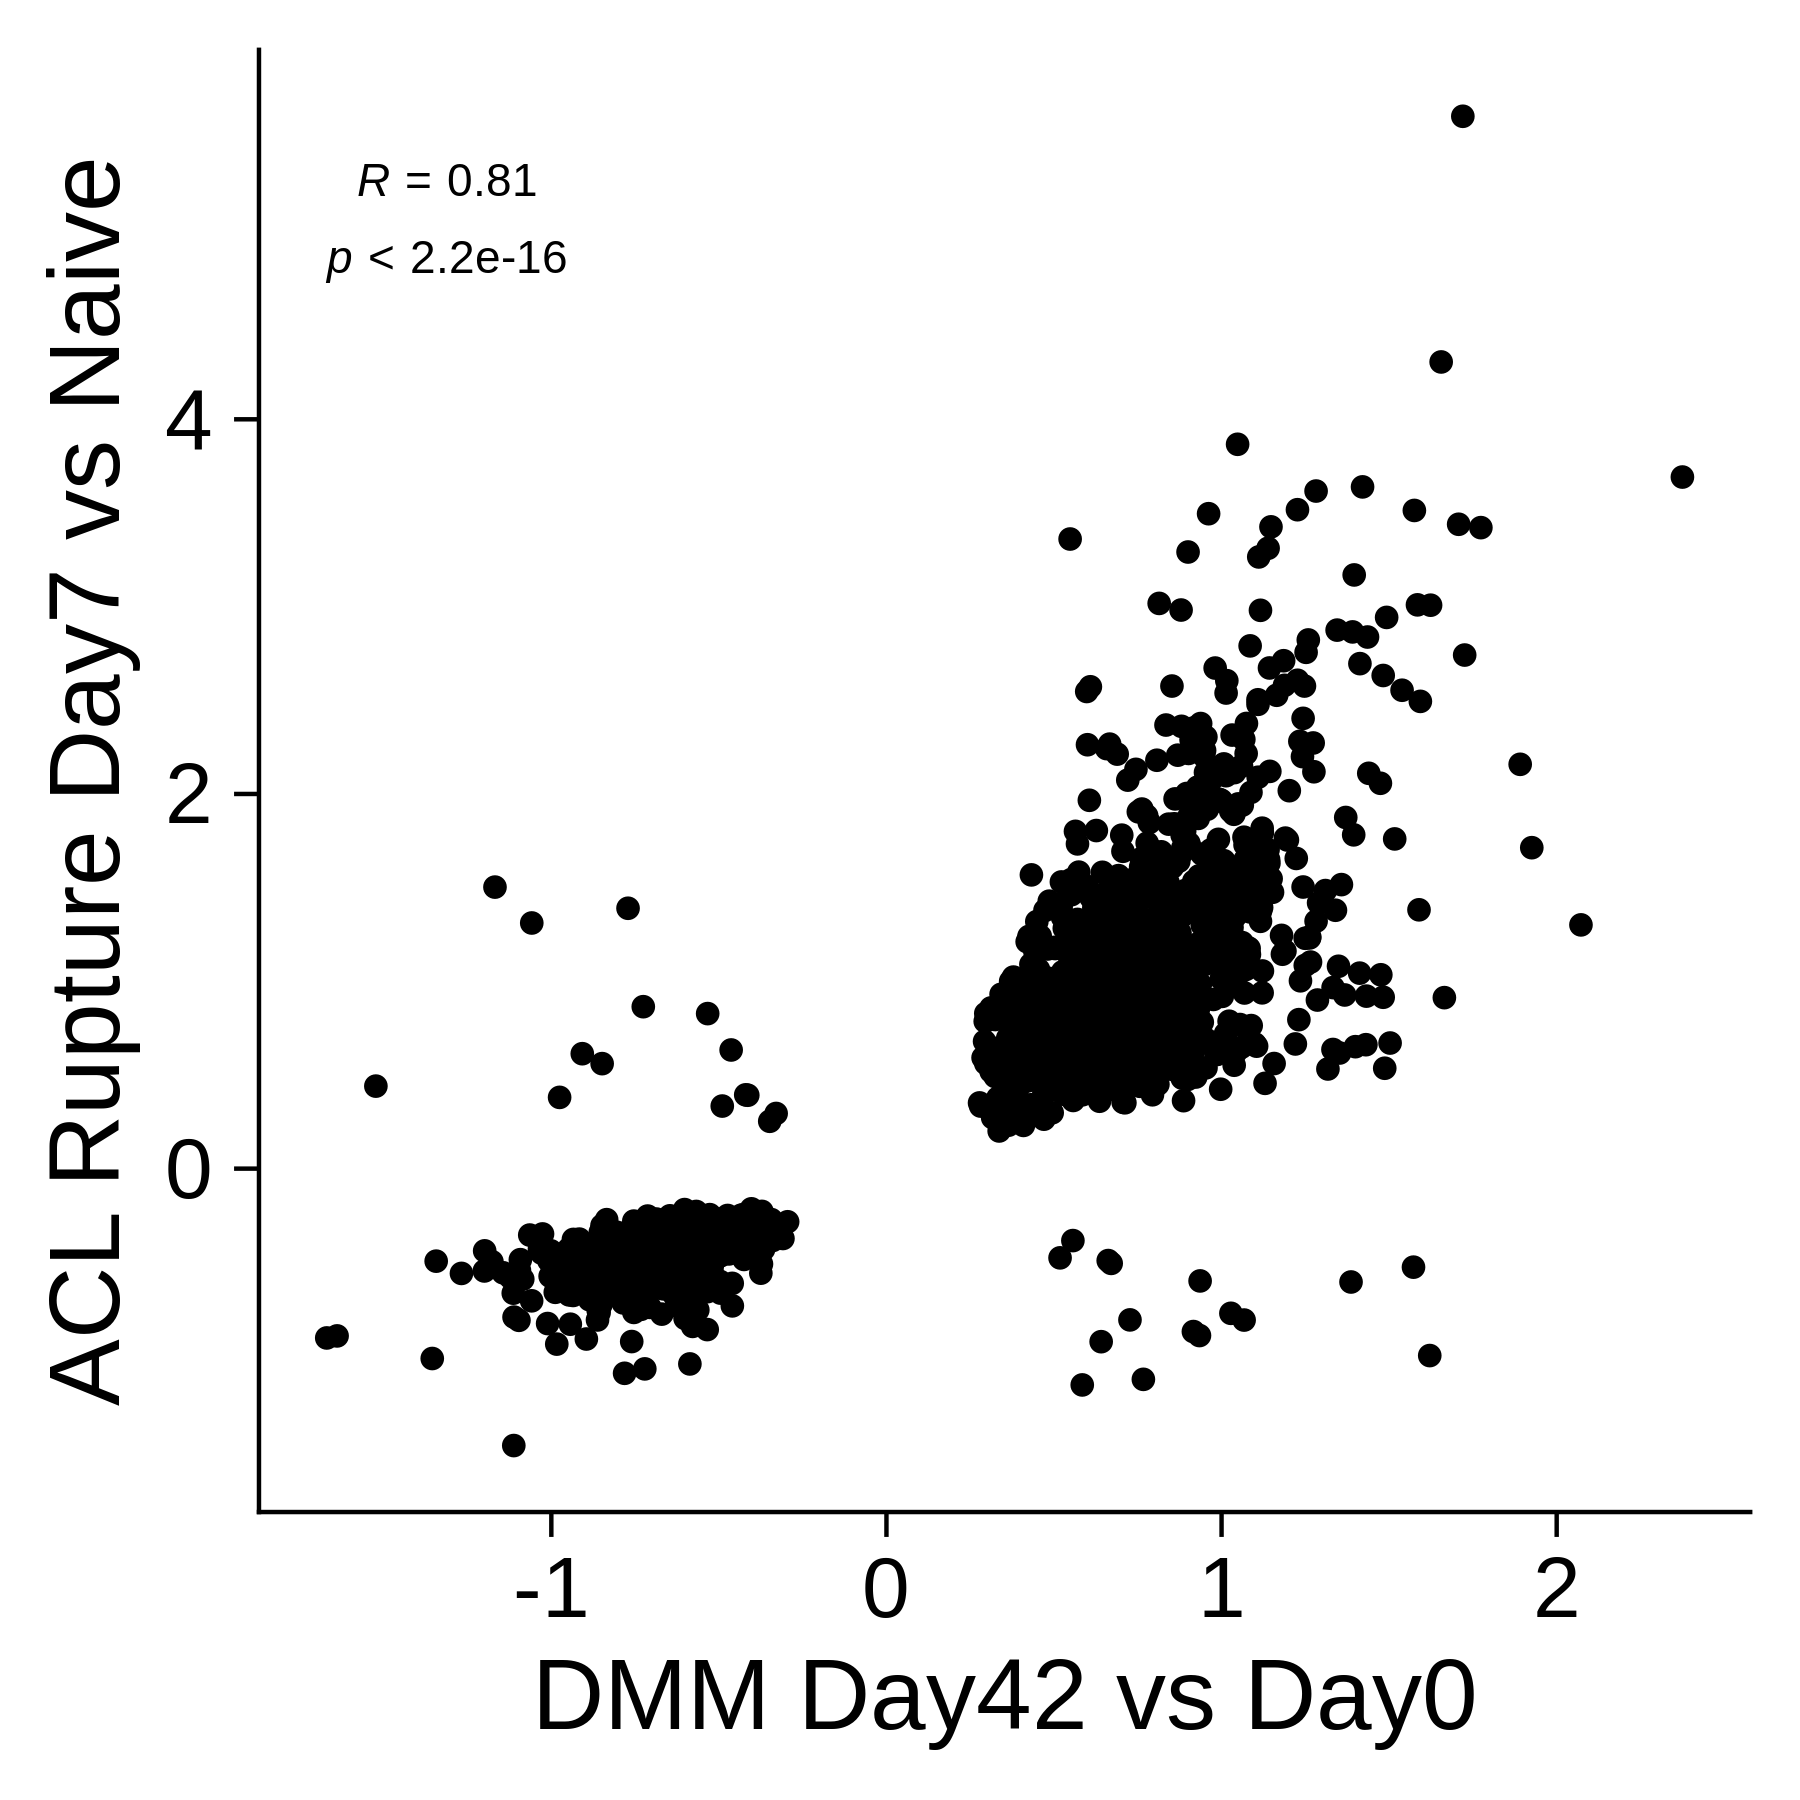 R = 0.81
p < 2.2e-16
ACL Rupture Day7 vs Naive
4
2
0
-1 0 1 2
DMM Day42 vs Day0